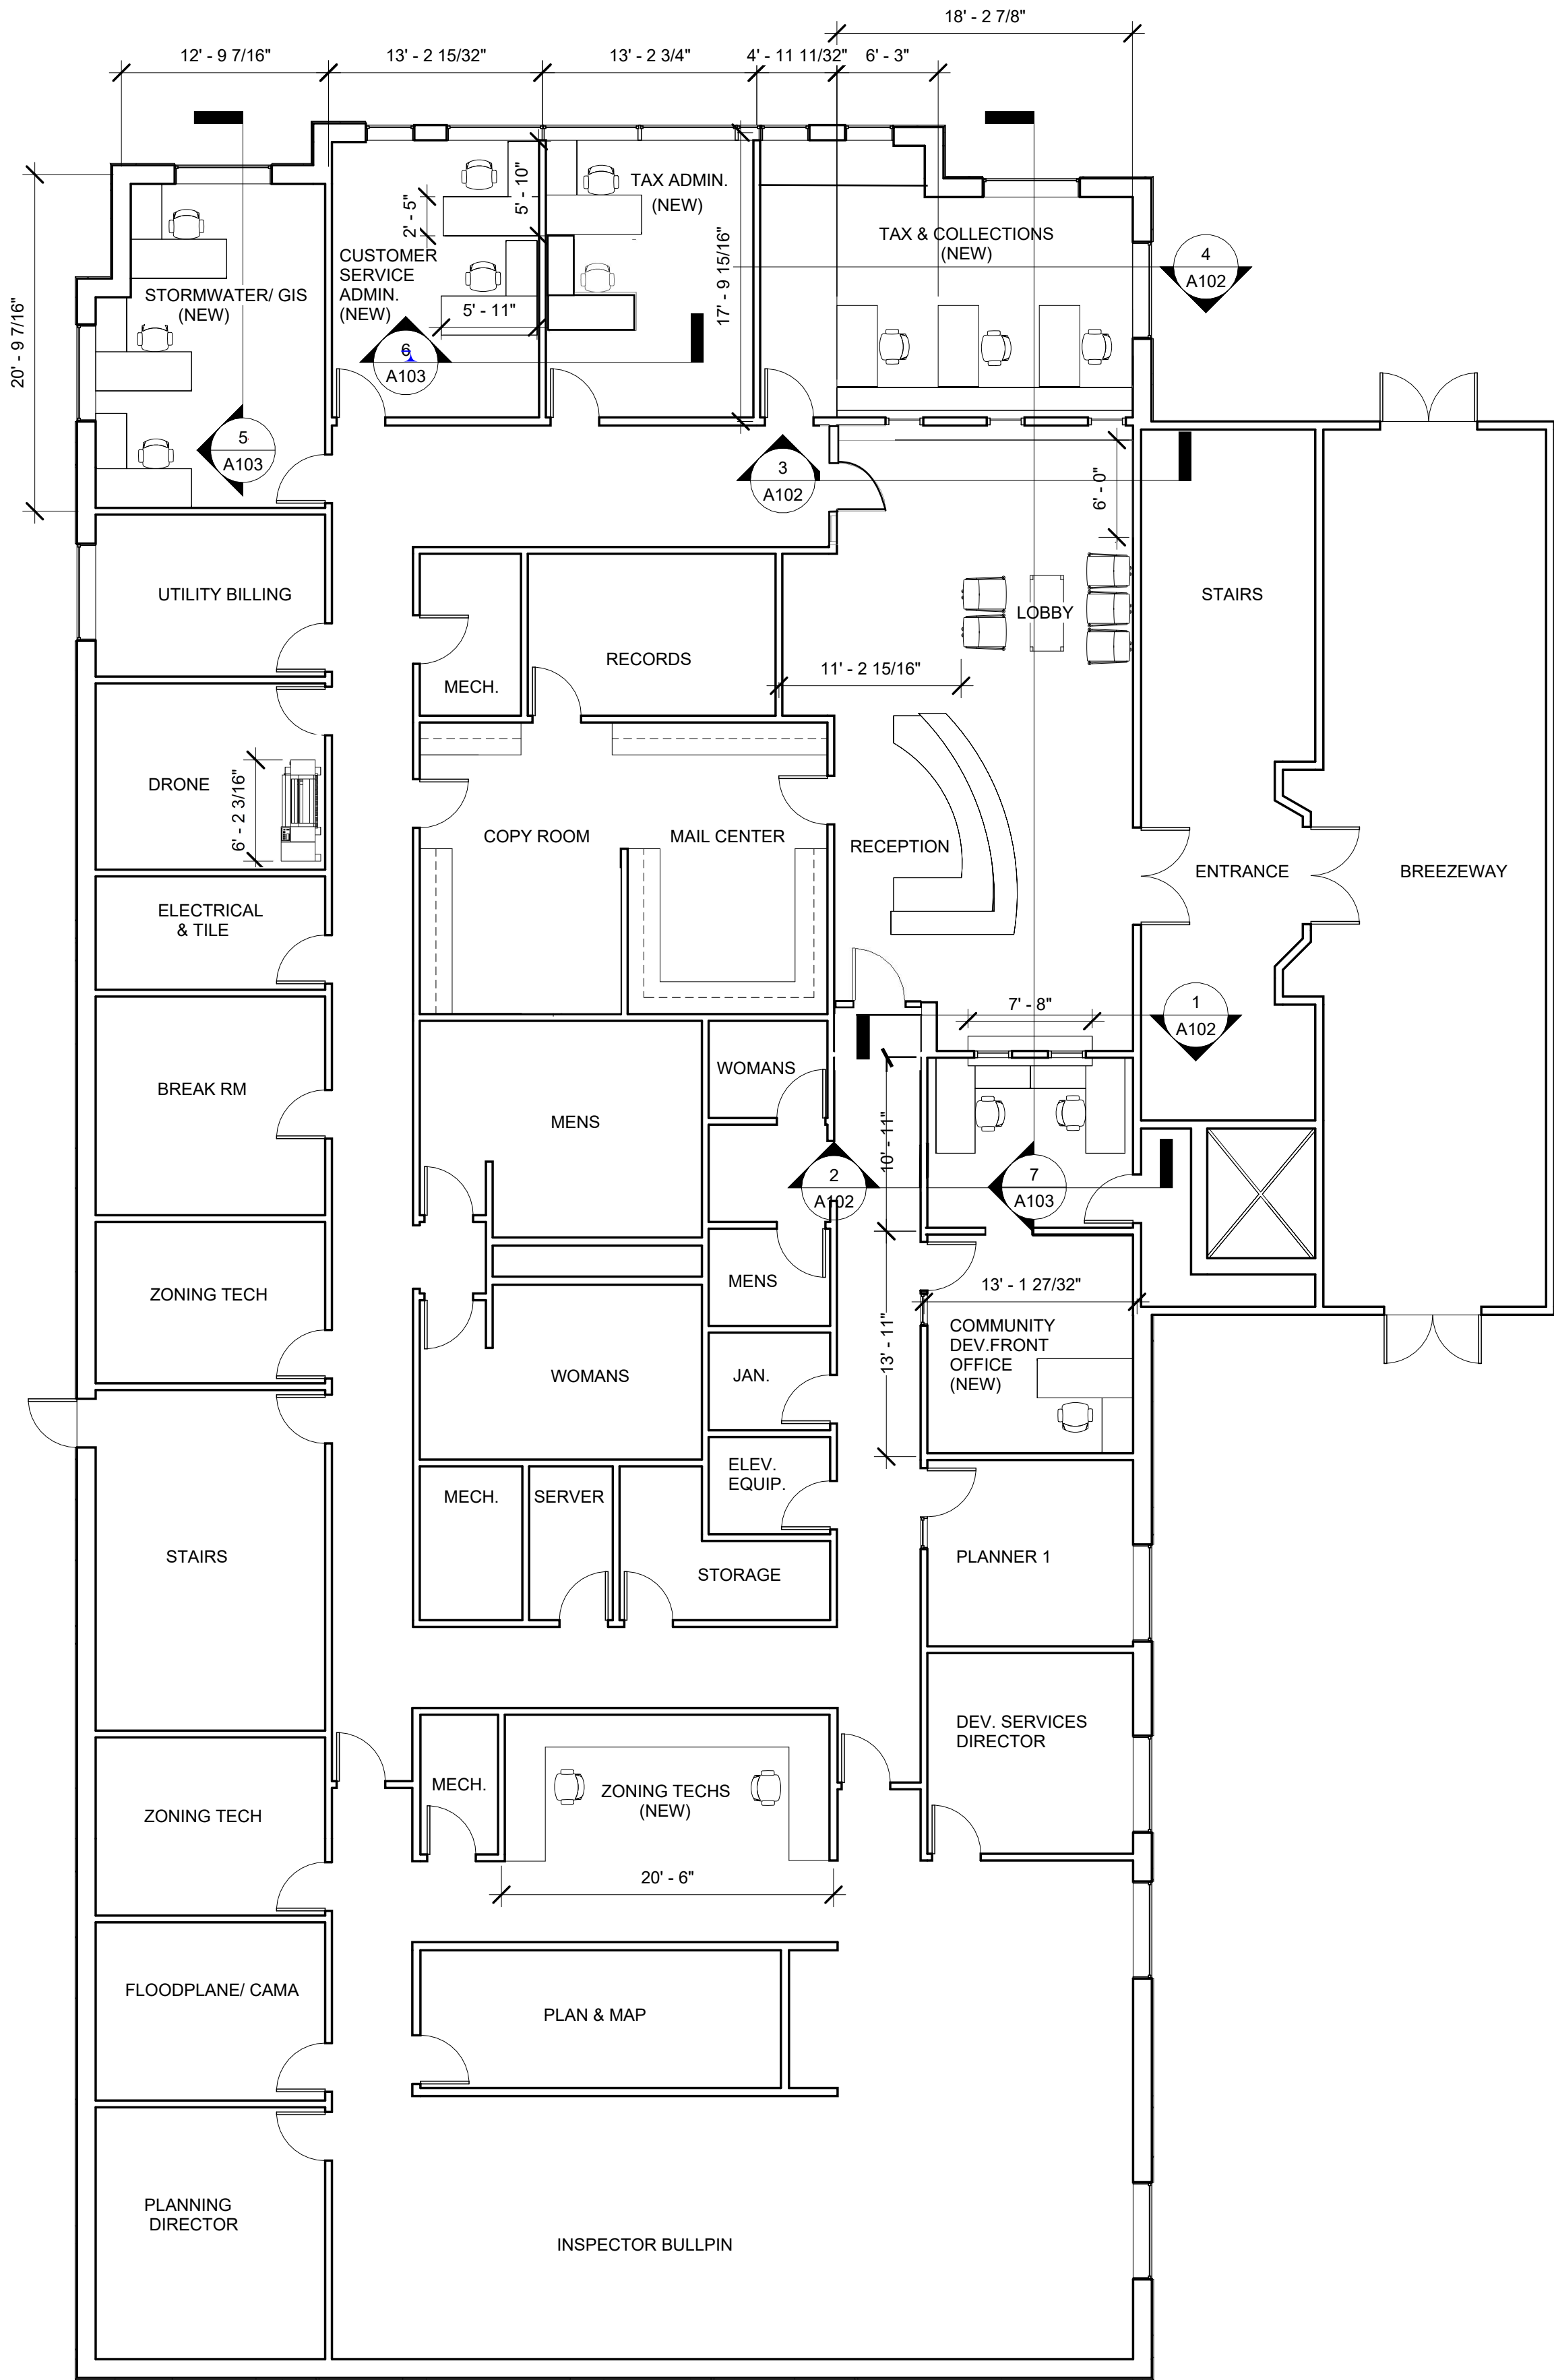 18' - 2 7/8"
12' - 9 7/16"
13' - 2 15/32"
13' - 2 3/4"
4' - 11 11/32"
6' - 3"
20' - 9 7/16"
STORMWATER/ GIS
(NEW)
CUSTOMER
SERVICE
ADMIN.
(NEW)
2' - 5"
5' - 10"
5' - 11"
TAX ADMIN.
(NEW)
17' - 9 15/16"
TAX & COLLECTIONS
(NEW)
4
A102
6
A103
5
A103
3
A102
6' - 0"
UTILITY BILLING
MECH.
RECORDS
LOBBY
11' - 2 15/16"
STAIRS
DRONE
6' - 2 3/16"
COPY ROOM
MAIL CENTER
RECEPTION
ENTRANCE
BREEZEWAY
ELECTRICAL
& TILE
7' - 8"
1
A102
BREAK RM
MENS
WOMANS
10' - 11"
2
A102
7
A103
ZONING TECH
MENS
13' - 1 27/32"
COMMUNITY
DEV.FRONT
OFFICE
(NEW)
13' - 11"
WOMANS
JAN.
ELEV.
EQUIP.
MECH.
SERVER
STORAGE
STAIRS
PLANNER 1
DEV. SERVICES
DIRECTOR
MECH.
ZONING TECHS
(NEW)
ZONING TECH
20' - 6"
FLOODPLANE/ CAMA
PLAN & MAP
PLANNING
DIRECTOR
INSPECTOR BULLPIN